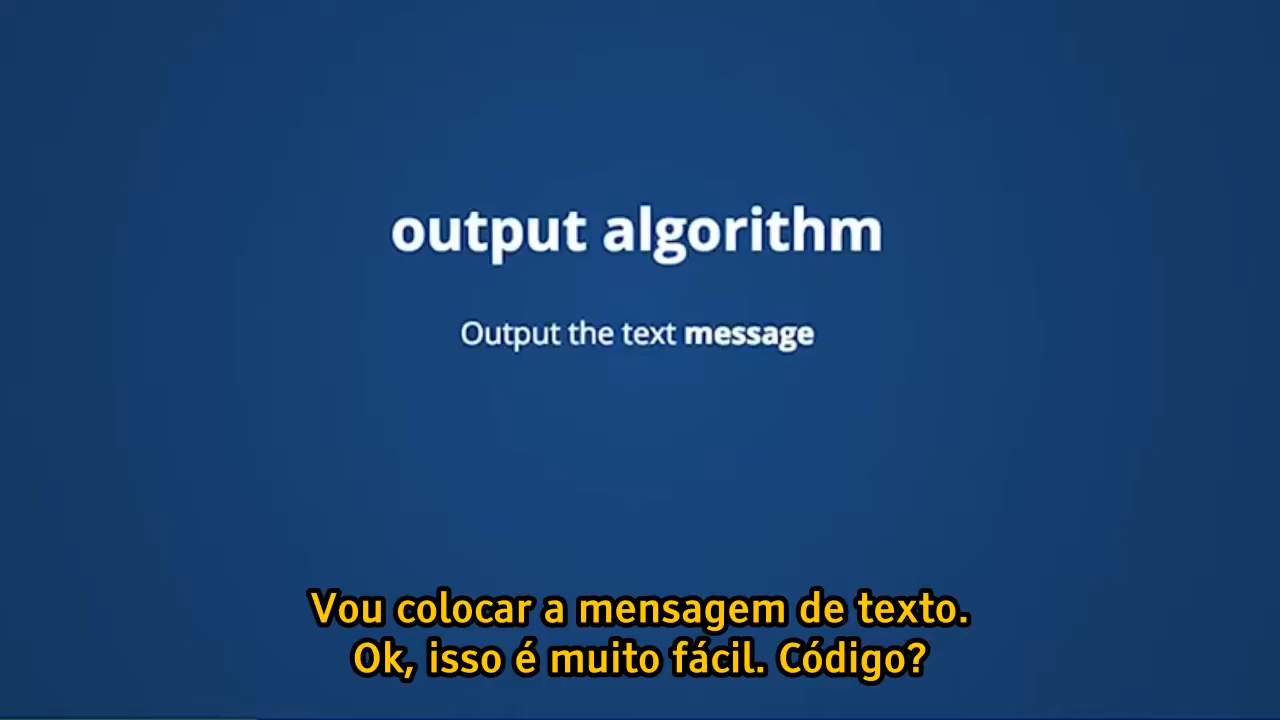 output algorithm
Output the text message
Vou colocar a mensagem de texto.
Ok, isso é muito fácil. Código?